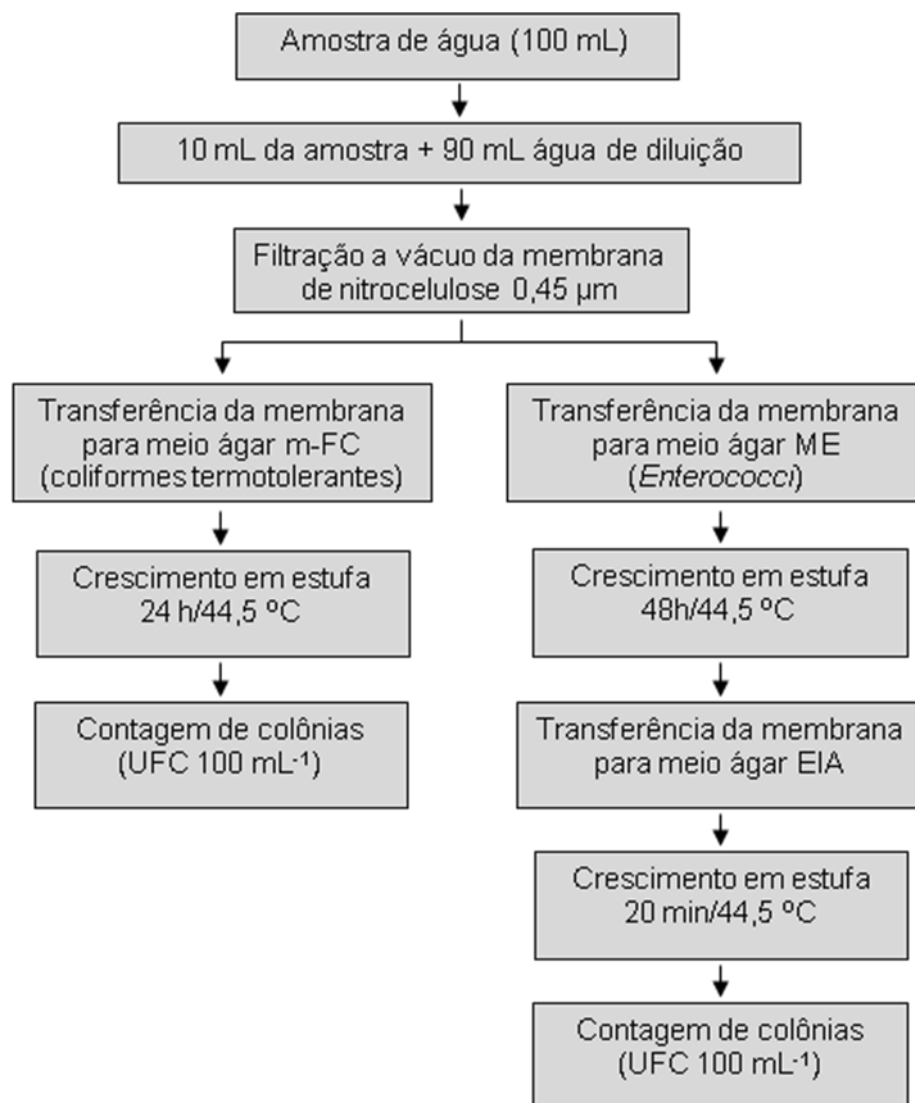 Amostra de água (100 mL)
10 mL da amostra + 90 mL água de diluição
Filtração a vácuo da membrana
de nitrocelulose 0,45 µm
Transferência da membrana
para meio ágar m-FC
(coliformes termotolerantes)
Crescimento em estufa
24 h/44,5 ºC
Contagem de colônias
(UFC 100 mL⁻¹)
Transferência da membrana
para meio ágar ME
(Enterococci)
Crescimento em estufa
48h/44,5 ºC
Transferência da membrana
para meio ágar EIA
Crescimento em estufa
20 min/44,5 ºC
Contagem de colônias
(UFC 100 mL⁻¹)